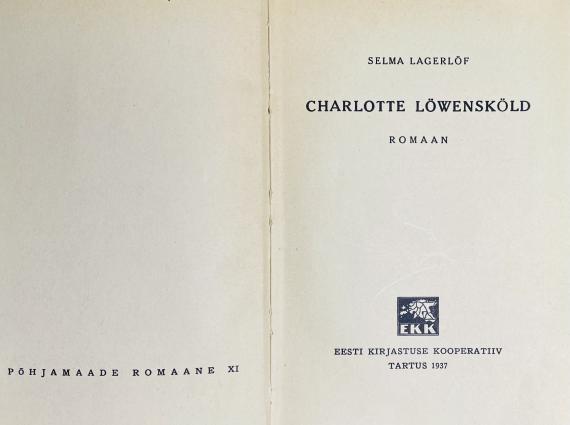 PÕHJAMAADE ROMAANE XI
SELMA LAGERLÖF
CHARLOTTE LÖWENSKÖLD
ROMAAN
EKK
EESTI KIRJASTUSE KOOPERATIIV
TARTUS 1937